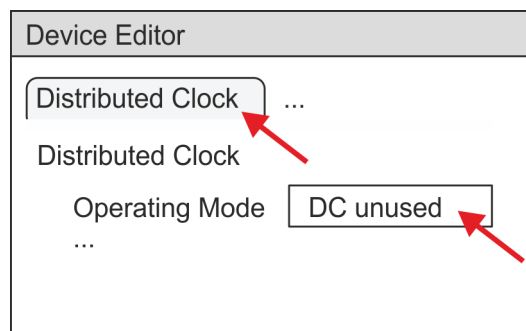 Device Editor
Distributed Clock ...
Distributed Clock
Operating Mode DC unused
...